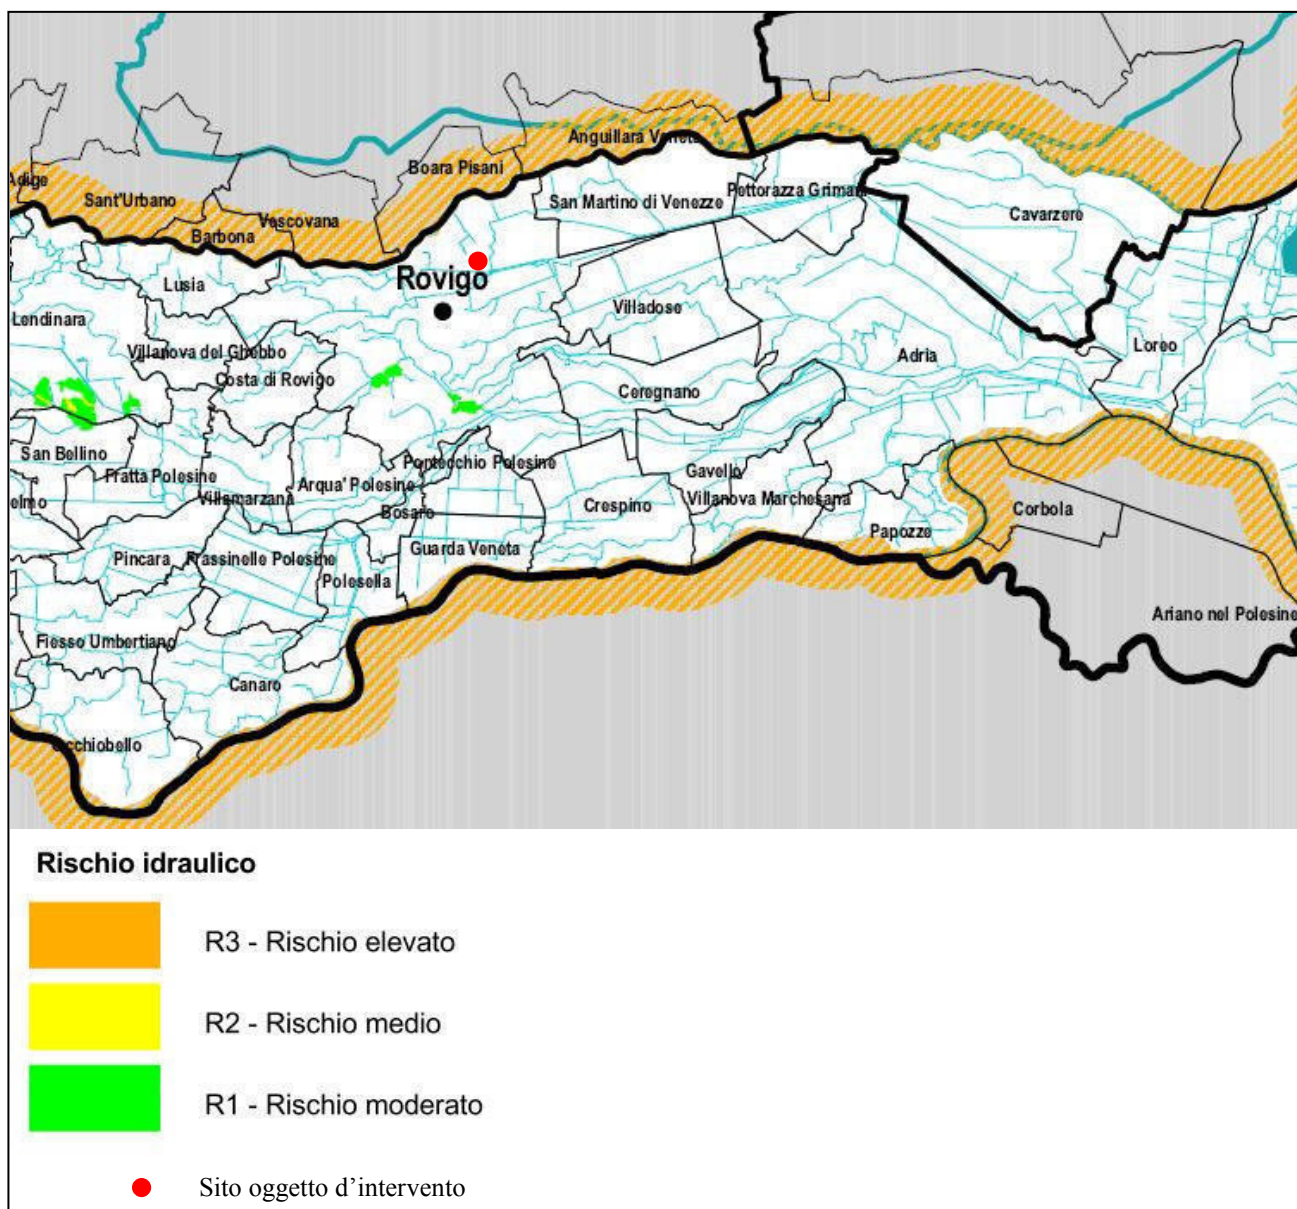 Anguillara Veneta
Boara Pisani
Adige
Sant'Urbano
Pettorazza Grimani
San Martino di Venezze
Cavarzere
Vescovana
Barbona
Rovigo
Lusia
Lendinara
Villadose
Loreo
Villanova del Ghebbo
Adria
Costa di Rovigo
Ceregnano
San Bellino
Pontecchio Polesine
Fratta Polesine
Gavello
Arqua' Polesine
elmo
Villamarzana
Villanova Marchesana
Crespino
Bosaro
Corbola
Papozze
Guarda Veneta
Pincara
Frassinelle Polesine
Polesella
Ariano nel Polesine
Fiesso Umbertiano
Canaro
Occhiobello
Rischio idraulico
R3 - Rischio elevato
R2 - Rischio medio
R1 - Rischio moderato
Sito oggetto d’intervento